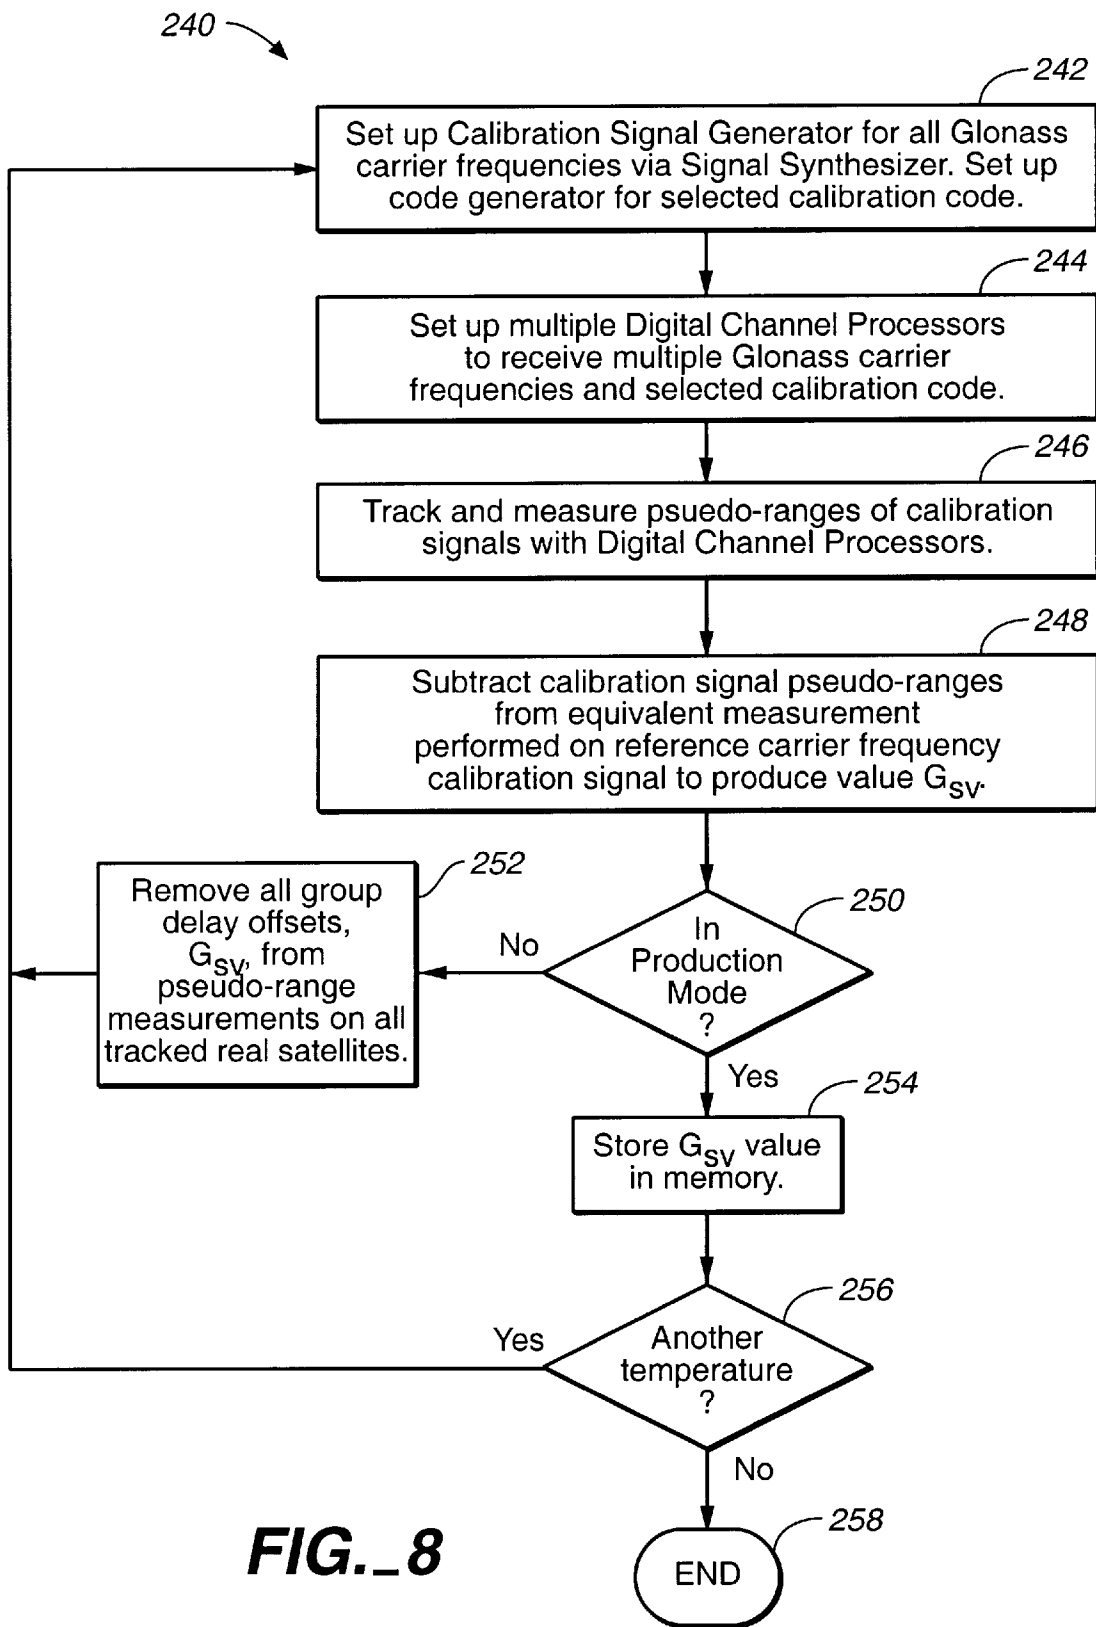 240
242
Set up Calibration Signal Generator for all Glonass
carrier frequencies via Signal Synthesizer. Set up
code generator for selected calibration code.
244
Set up multiple Digital Channel Processors
to receive multiple Glonass carrier
frequencies and selected calibration code.
246
Track and measure psuedo-ranges of calibration
signals with Digital Channel Processors.
248
Subtract calibration signal pseudo-ranges
from equivalent measurement
performed on reference carrier frequency
calibration signal to produce value GSV.
252
Remove all group
delay offsets,
GSV, from
pseudo-range
measurements on all
tracked real satellites.
No
250
In
Production
Mode
?
Yes
254
Store GSV value
in memory.
256
Yes
Another
temperature
?
No
258
END
FIG._8